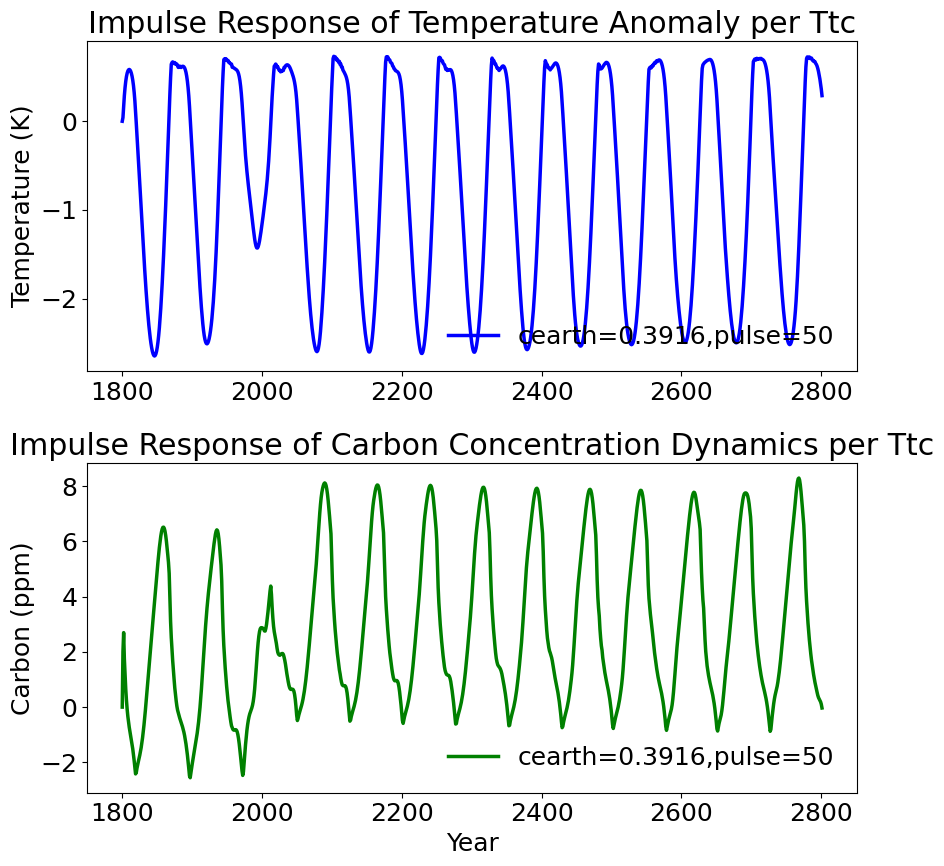 Impulse Response of Temperature Anomaly per Ttc
Temperature (K)
0
−1
−2
cearth=0.3916,pulse=50
1800 2000 2200 2400 2600 2800
Impulse Response of Carbon Concentration Dynamics per Ttc
Carbon (ppm)
8
6
4
2
0
−2
cearth=0.3916,pulse=50
1800 2000 2200 2400 2600 2800
Year